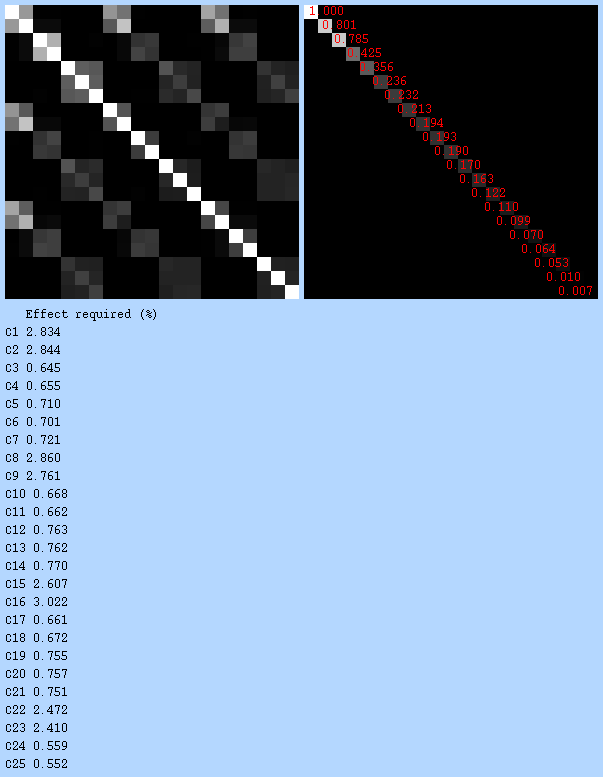 1.000
0.801
0.785
0.425
0.356
0.236
0.232
0.213
0.194
0.193
0.190
0.170
0.163
0.122
0.110
0.099
0.070
0.064
0.053
0.010
0.007
Effect required (%)
C1 2.834
C2 2.844
C3 0.645
C4 0.655
C5 0.710
C6 0.701
C7 0.721
C8 2.860
C9 2.761
C10 0.668
C11 0.662
C12 0.763
C13 0.762
C14 0.770
C15 2.607
C16 3.022
C17 0.661
C18 0.672
C19 0.755
C20 0.757
C21 0.751
C22 2.472
C23 2.410
C24 0.559
C25 0.552